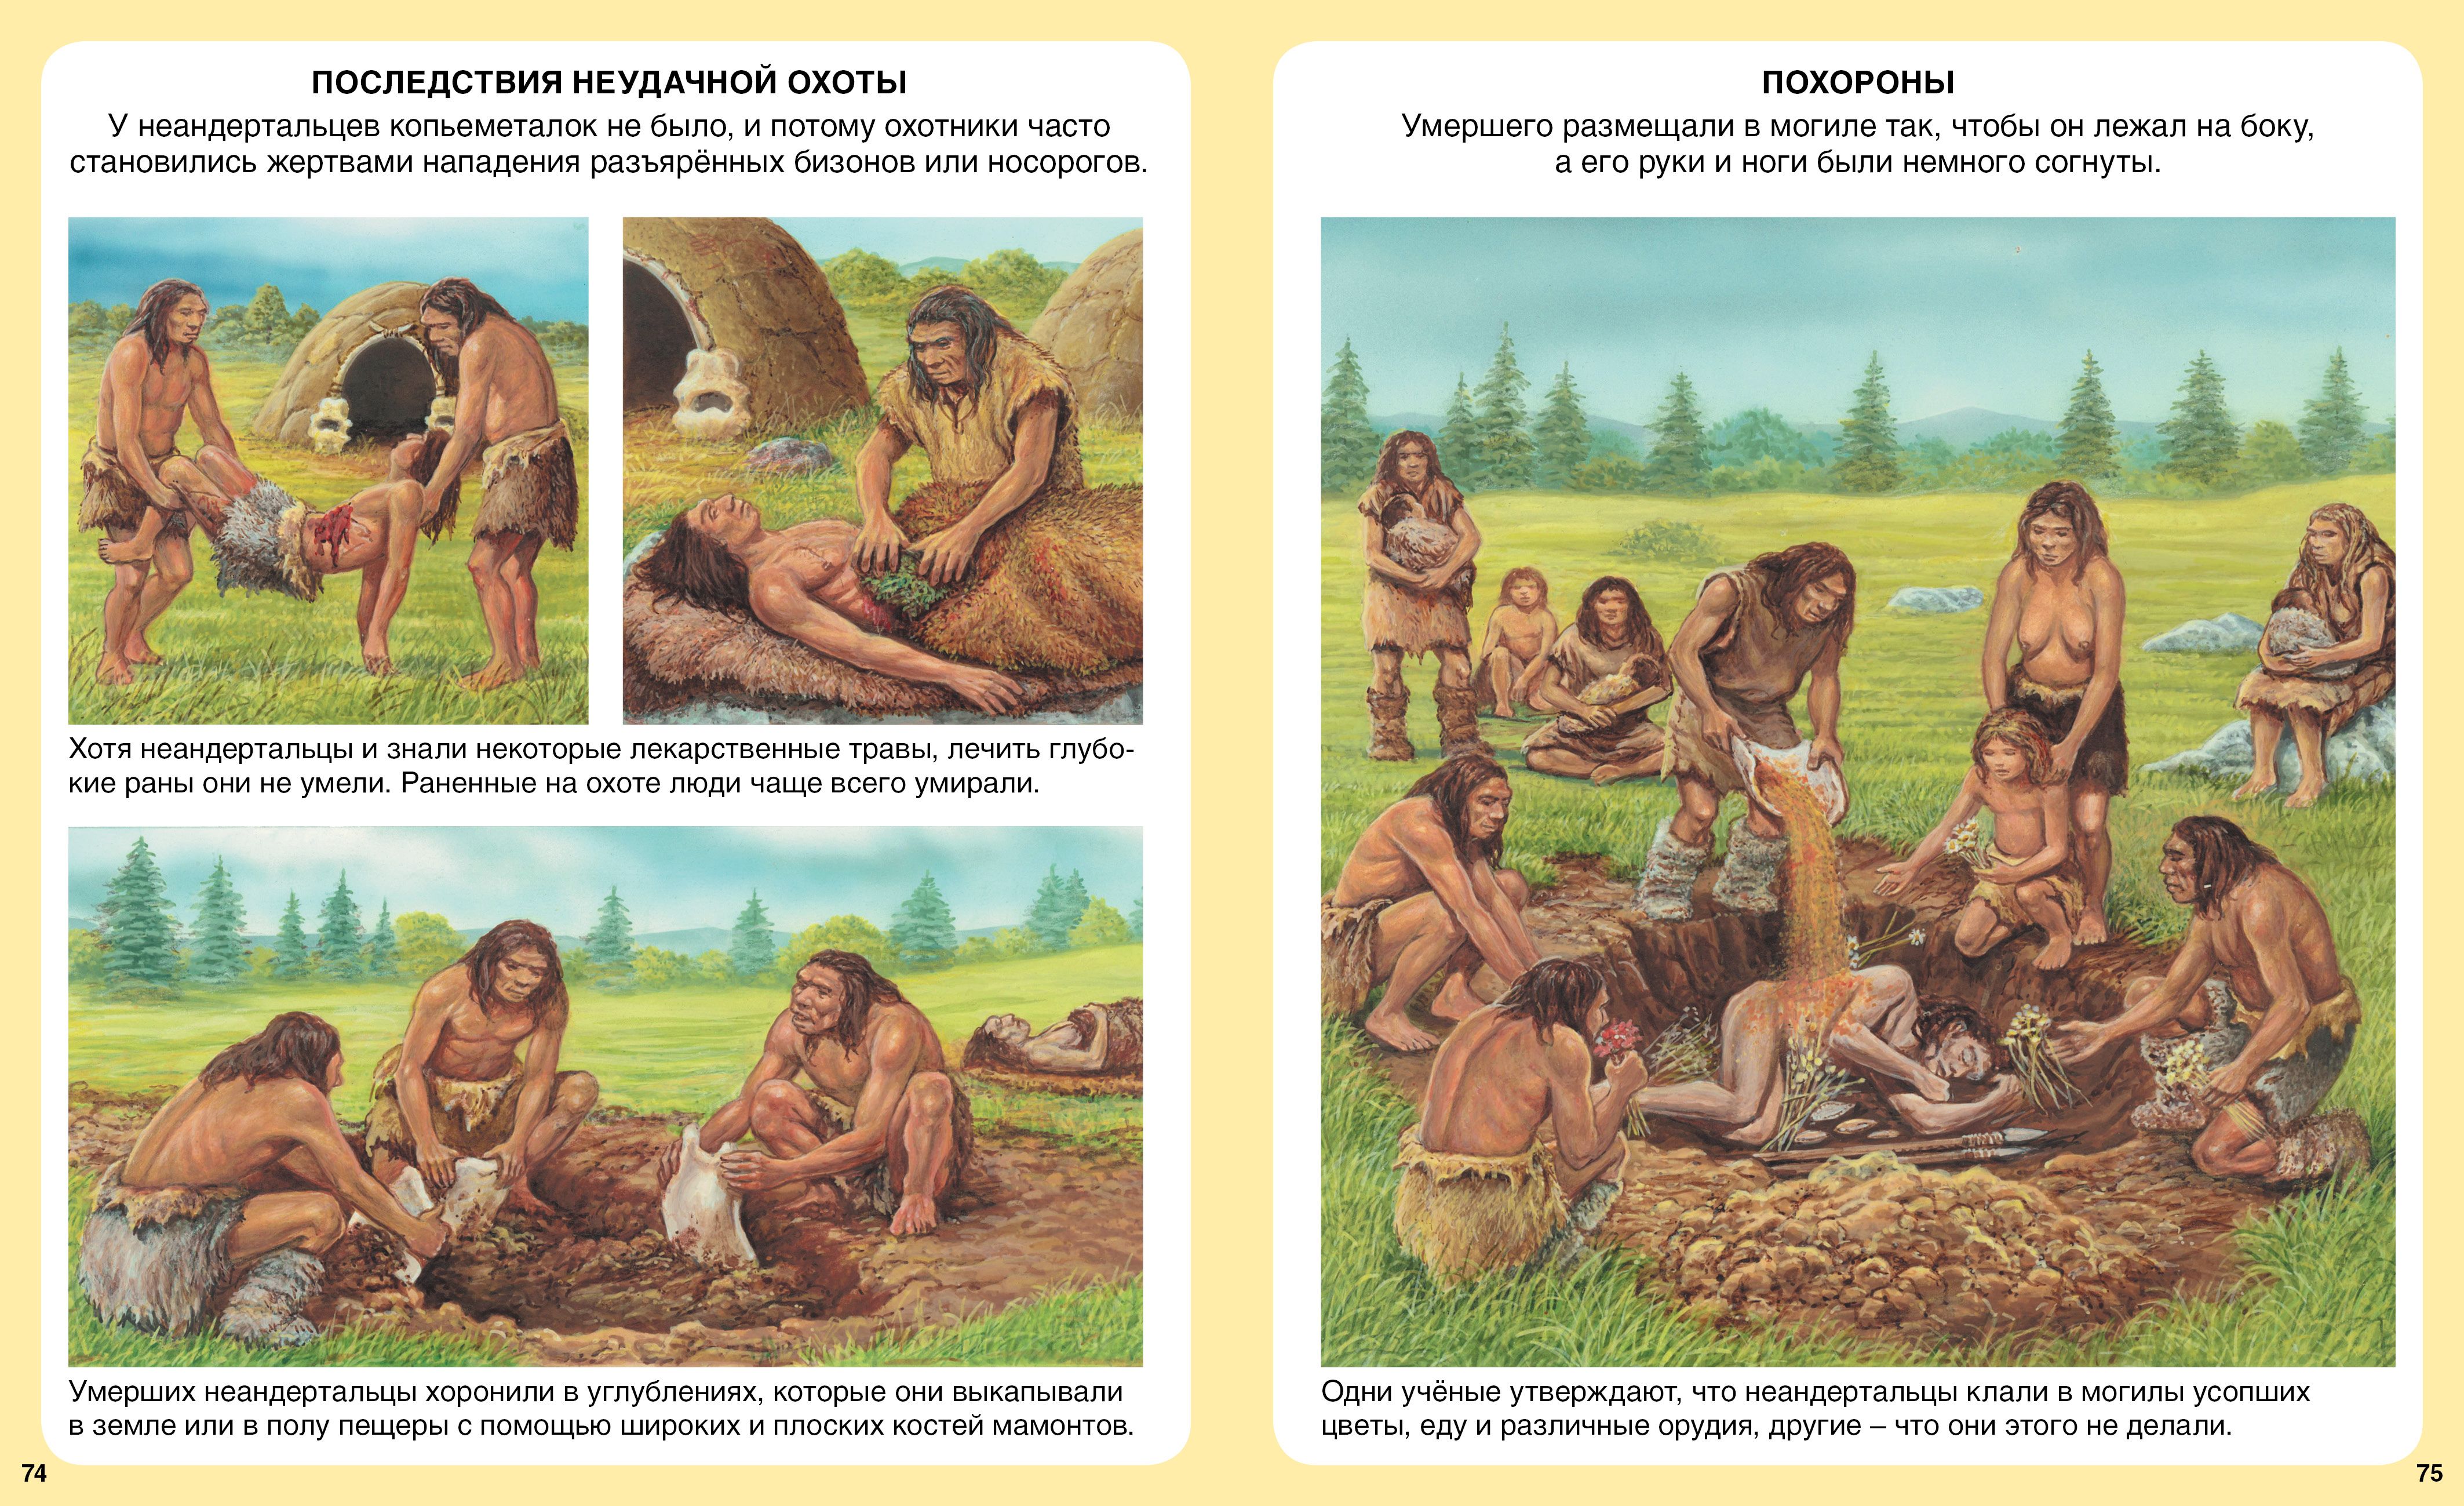 ПОСЛЕДСТВИЯ НЕУДАЧНОЙ ОХОТЫ
У неандертальцев копьеметалок не было, и потому охотники часто
становились жертвами нападения разъярённых бизонов или носорогов.
Хотя неандертальцы и знали некоторые лекарственные травы, лечить глубо-
кие раны они не умели. Раненные на охоте люди чаще всего умирали.
Умерших неандертальцы хоронили в углублениях, которые они выкапывали
в земле или в полу пещеры с помощью широких и плоских костей мамонтов.
74
ПОХОРОНЫ
Умершего размещали в могиле так, чтобы он лежал на боку,
а его руки и ноги были немного согнуты.
Одни учёные утверждают, что неандертальцы клали в могилы усопших
цветы, еду и различные орудия, другие – что они этого не делали.
75